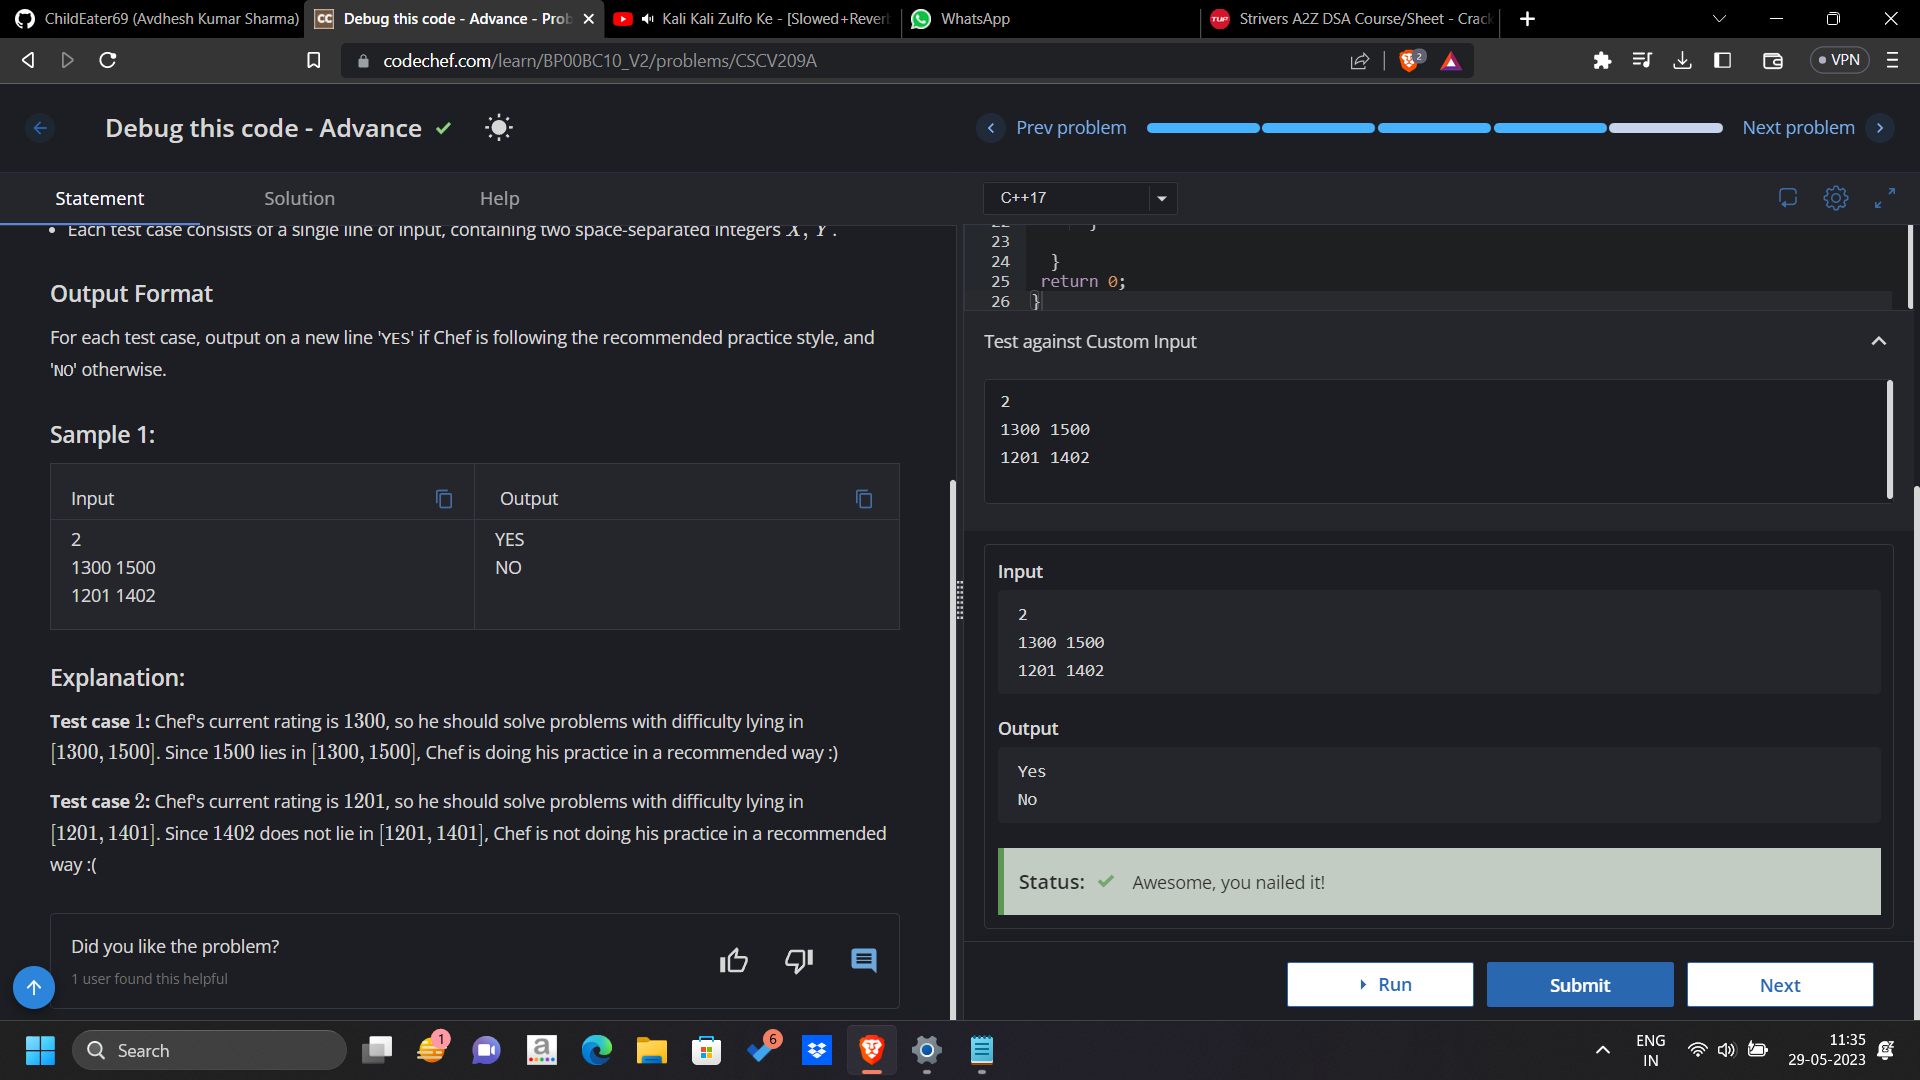 ChildEater69 (Avdhesh Kumar Sharma)
CC Debug this code - Advance - Prob
Kali Kali Zulfo Ke - [Slowed+Reverb
WhatsApp
TUF Strivers A2Z DSA Course/Sheet - Crack
codechef.com/learn/BP00BC10_V2/problems/CSCV209A
2
VPN
Debug this code - Advance
Prev problem
Next problem
Statement
Solution
Help
C++17
• Each test case consists of a single line of input, containing two space-separated integers X, Y.
Output Format
For each test case, output on a new line 'YES' if Chef is following the recommended practice style, and
'NO' otherwise.
Sample 1:
Input
Output
2
1300 1500
1201 1402
YES
NO
Explanation:
Test case 1: Chef's current rating is 1300, so he should solve problems with difficulty lying in
[1300, 1500]. Since 1500 lies in [1300, 1500], Chef is doing his practice in a recommended way :)
Test case 2: Chef's current rating is 1201, so he should solve problems with difficulty lying in
[1201, 1401]. Since 1402 does not lie in [1201, 1401], Chef is not doing his practice in a recommended
way :(
Did you like the problem?
1 user found this helpful
22 }
23
24 }
25 return 0;
26 }
Test against Custom Input
2
1300 1500
1201 1402
Input
2
1300 1500
1201 1402
Output
Yes
No
Status: Awesome, you nailed it!
Run
Submit
Next
Search
1
a
6
ENG
IN
11:35
29-05-2023